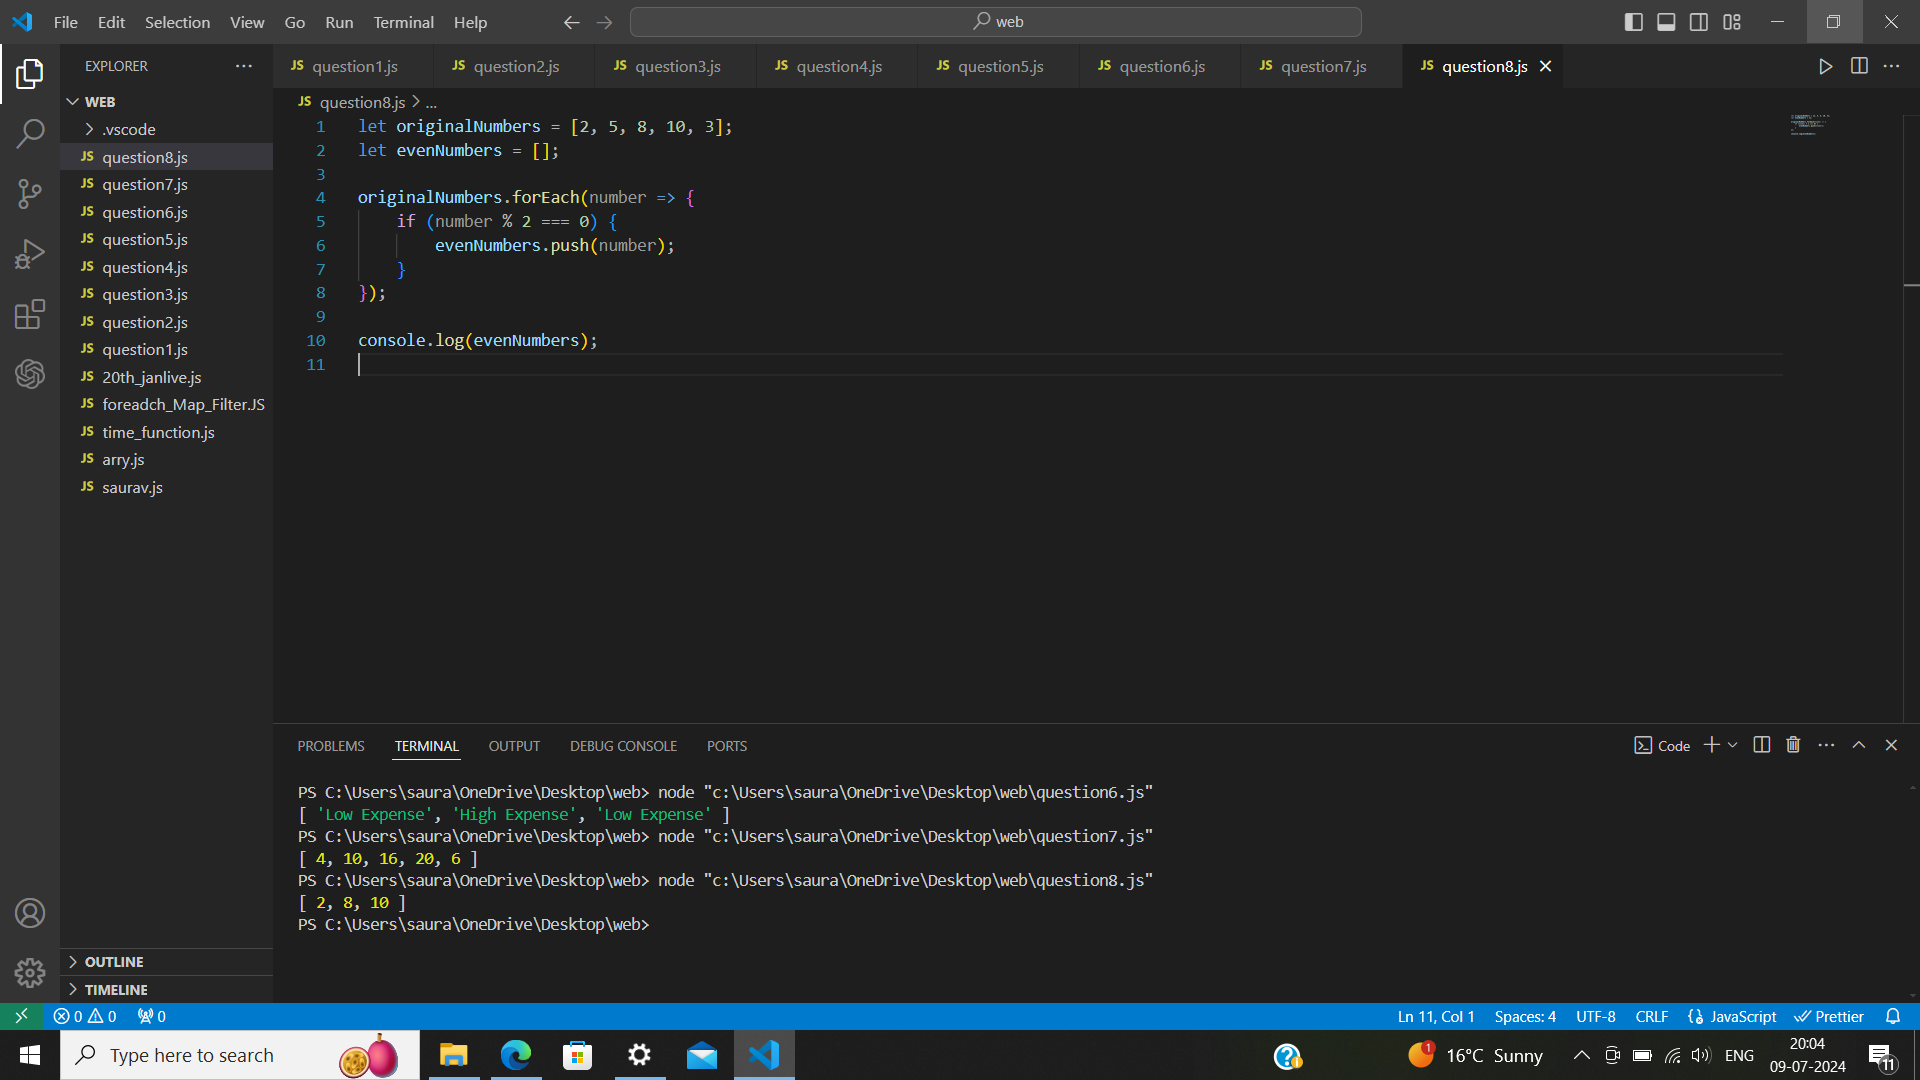 File Edit Selection View Go Run Terminal Help
web
EXPLORER
WEB
.vscode
JS question8.js
JS question7.js
JS question6.js
JS question5.js
JS question4.js
JS question3.js
JS question2.js
JS question1.js
JS 20th_janlive.js
JS foreadch_Map_Filter.JS
JS time_function.js
JS arry.js
JS saurav.js
OUTLINE
TIMELINE
JS question1.js JS question2.js JS question3.js JS question4.js JS question5.js JS question6.js JS question7.js JS question8.js
JS question8.js > ...
1 let originalNumbers = [2, 5, 8, 10, 3];
2 let evenNumbers = [];
3
4 originalNumbers.forEach(number => {
5 if (number % 2 === 0) {
6 evenNumbers.push(number);
7 }
8 });
9
10 console.log(evenNumbers);
11
PROBLEMS TERMINAL OUTPUT DEBUG CONSOLE PORTS
Code
PS C:\Users\saura\OneDrive\Desktop\web> node "c:\Users\saura\OneDrive\Desktop\web\question6.js"
[ 'Low Expense', 'High Expense', 'Low Expense' ]
PS C:\Users\saura\OneDrive\Desktop\web> node "c:\Users\saura\OneDrive\Desktop\web\question7.js"
[ 4, 10, 16, 20, 6 ]
PS C:\Users\saura\OneDrive\Desktop\web> node "c:\Users\saura\OneDrive\Desktop\web\question8.js"
[ 2, 8, 10 ]
PS C:\Users\saura\OneDrive\Desktop\web>
0 0 0
Ln 11, Col 1 Spaces: 4 UTF-8 CRLF JavaScript Prettier
Type here to search
1 16°C Sunny
ENG
20:04
09-07-2024
11